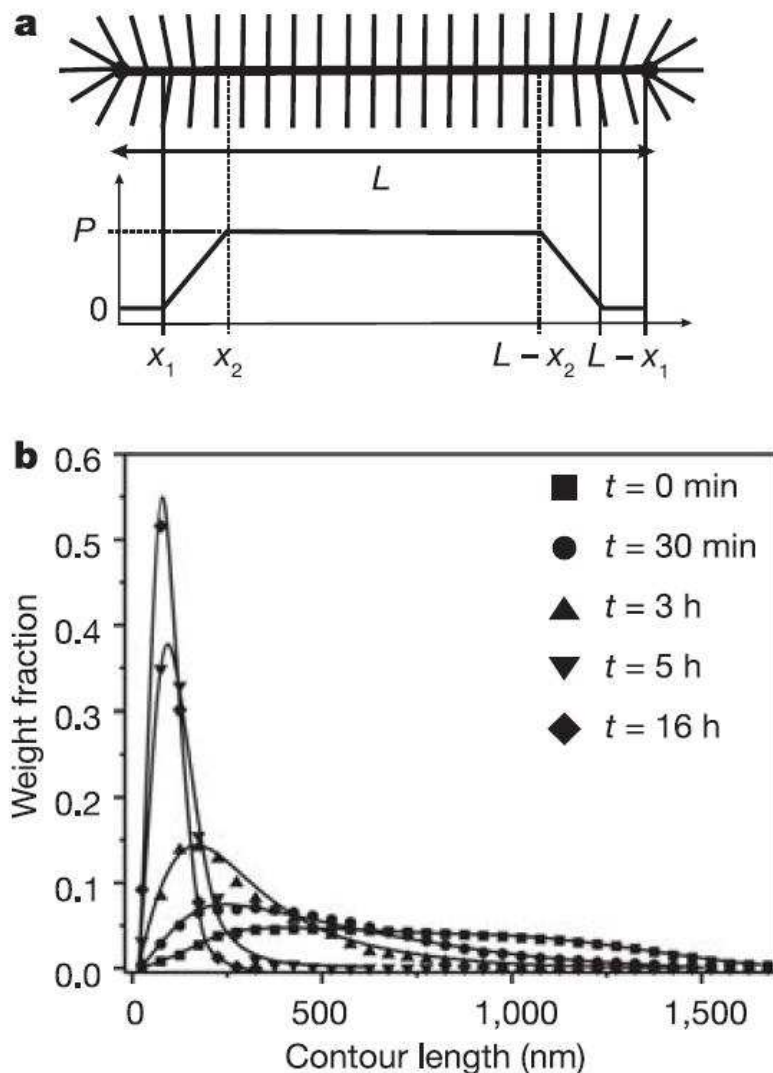 a
L
P
0
x₁ x₂ L − x₂ L − x₁
b
0.6
0.5
0.4
0.3
0.2
0.1
0.0
Weight fraction
t = 0 min
t = 30 min
t = 3 h
t = 5 h
t = 16 h
0 500 1,000 1,500
Contour length (nm)